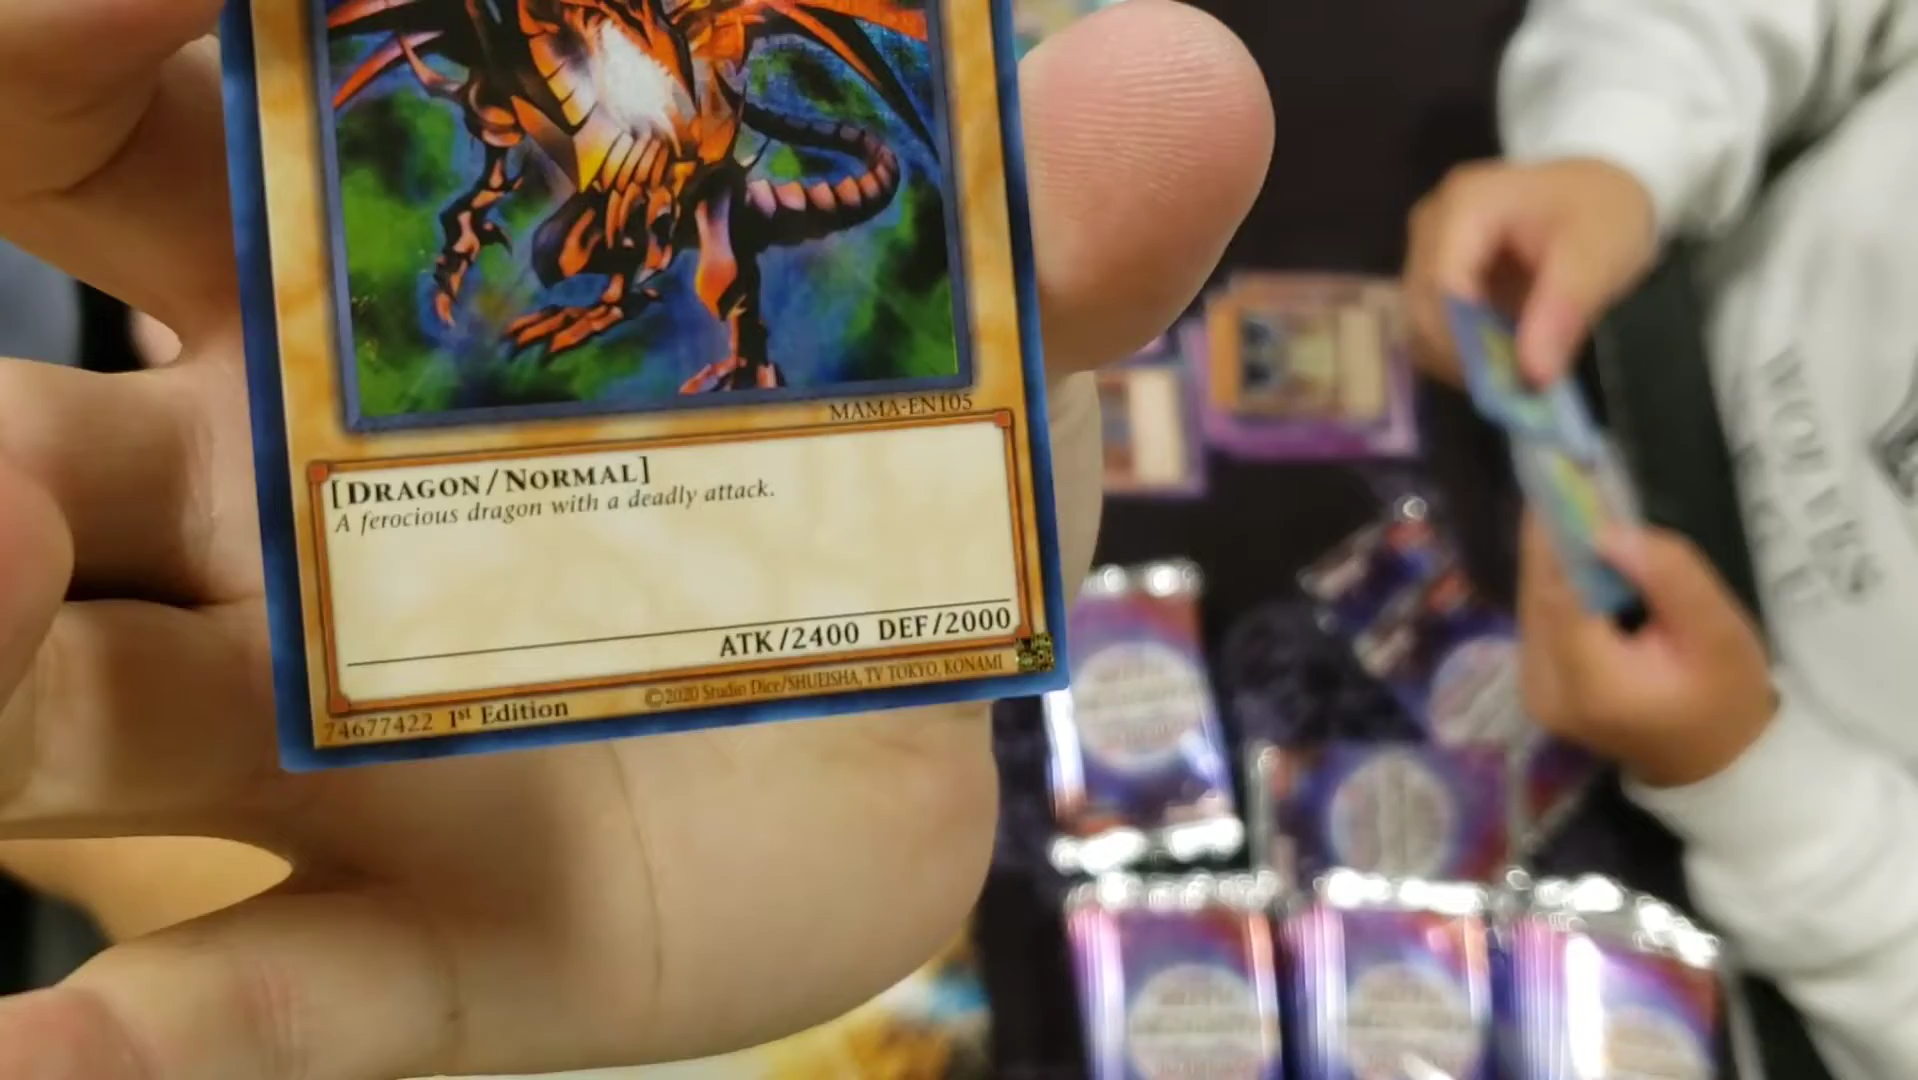 MAMA-EN105
[DRAGON/NORMAL]
A ferocious dragon with a deadly attack.
ATK/2400 DEF/2000
74677422 1st Edition ©2020 Studio Dice/SHUEISHA, TV TOKYO, KONAMI
WOLVES